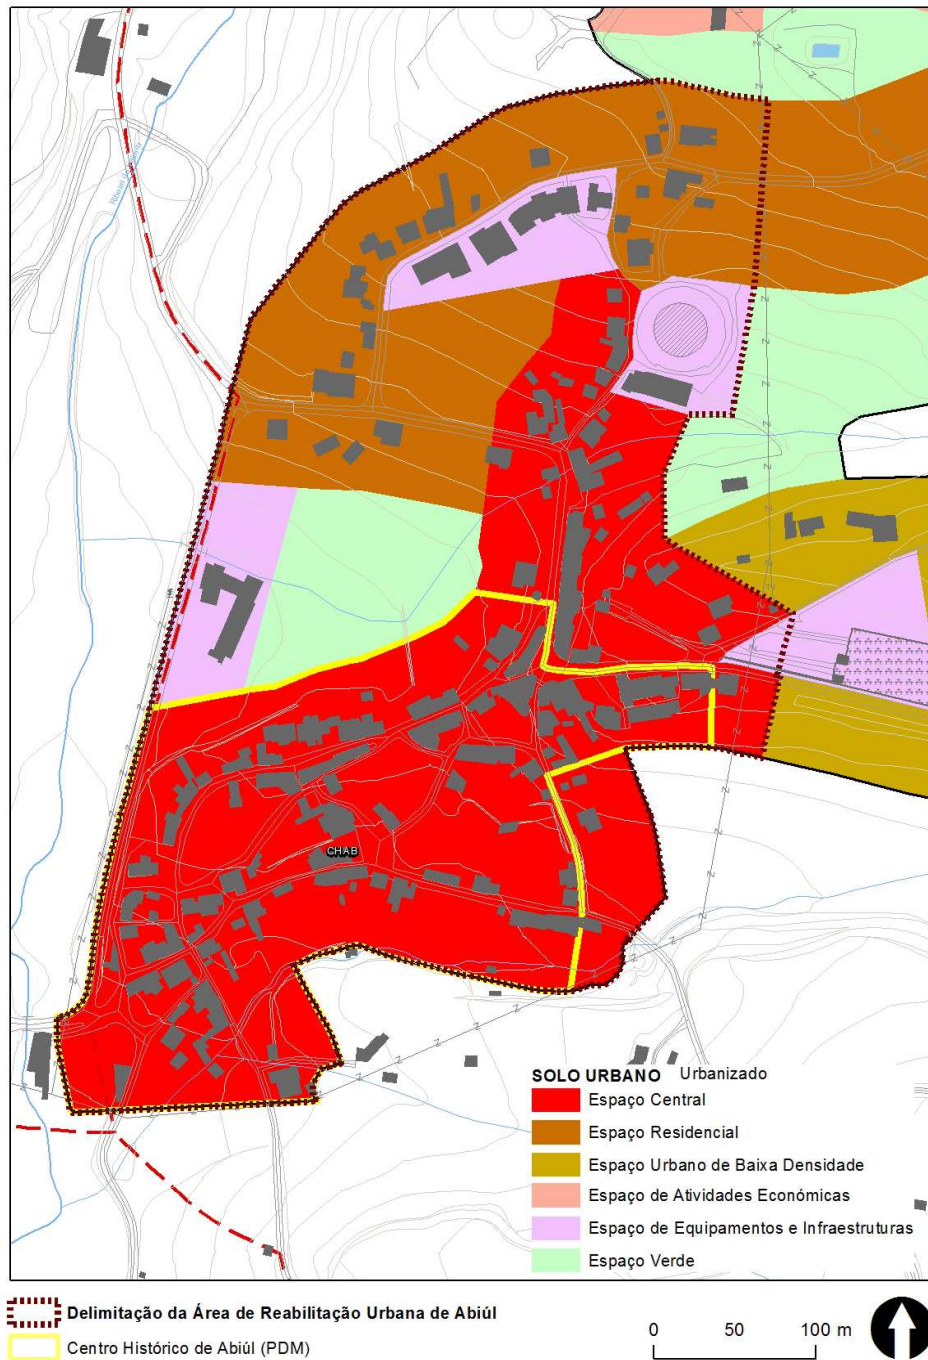 CHAB
SOLO URBANO Urbanizado
Espaço Central
Espaço Residencial
Espaço Urbano de Baixa Densidade
Espaço de Atividades Económicas
Espaço de Equipamentos e Infraestruturas
Espaço Verde
Delimitação da Área de Reabilitação Urbana de Abiúl
Centro Histórico de Abiúl (PDM)
0 50 100 m